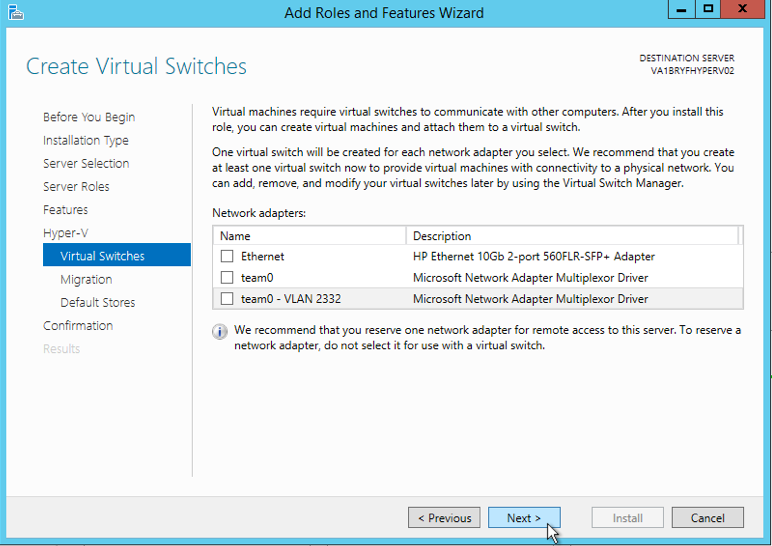 Add Roles and Features Wizard
Create Virtual Switches
DESTINATION SERVER
VA1BRYFHYPERV02
Before You Begin
Installation Type
Server Selection
Server Roles
Features
Hyper-V
Virtual Switches
Migration
Default Stores
Confirmation
Results
Virtual machines require virtual switches to communicate with other computers. After you install this
role, you can create virtual machines and attach them to a virtual switch.
One virtual switch will be created for each network adapter you select. We recommend that you create
at least one virtual switch now to provide virtual machines with connectivity to a physical network. You
can add, remove, and modify your virtual switches later by using the Virtual Switch Manager.
Network adapters:
Name Description
Ethernet HP Ethernet 10Gb 2-port 560FLR-SFP+ Adapter
team0 Microsoft Network Adapter Multiplexor Driver
team0 - VLAN 2332 Microsoft Network Adapter Multiplexor Driver
We recommend that you reserve one network adapter for remote access to this server. To reserve a
network adapter, do not select it for use with a virtual switch.
< Previous Next > Install Cancel